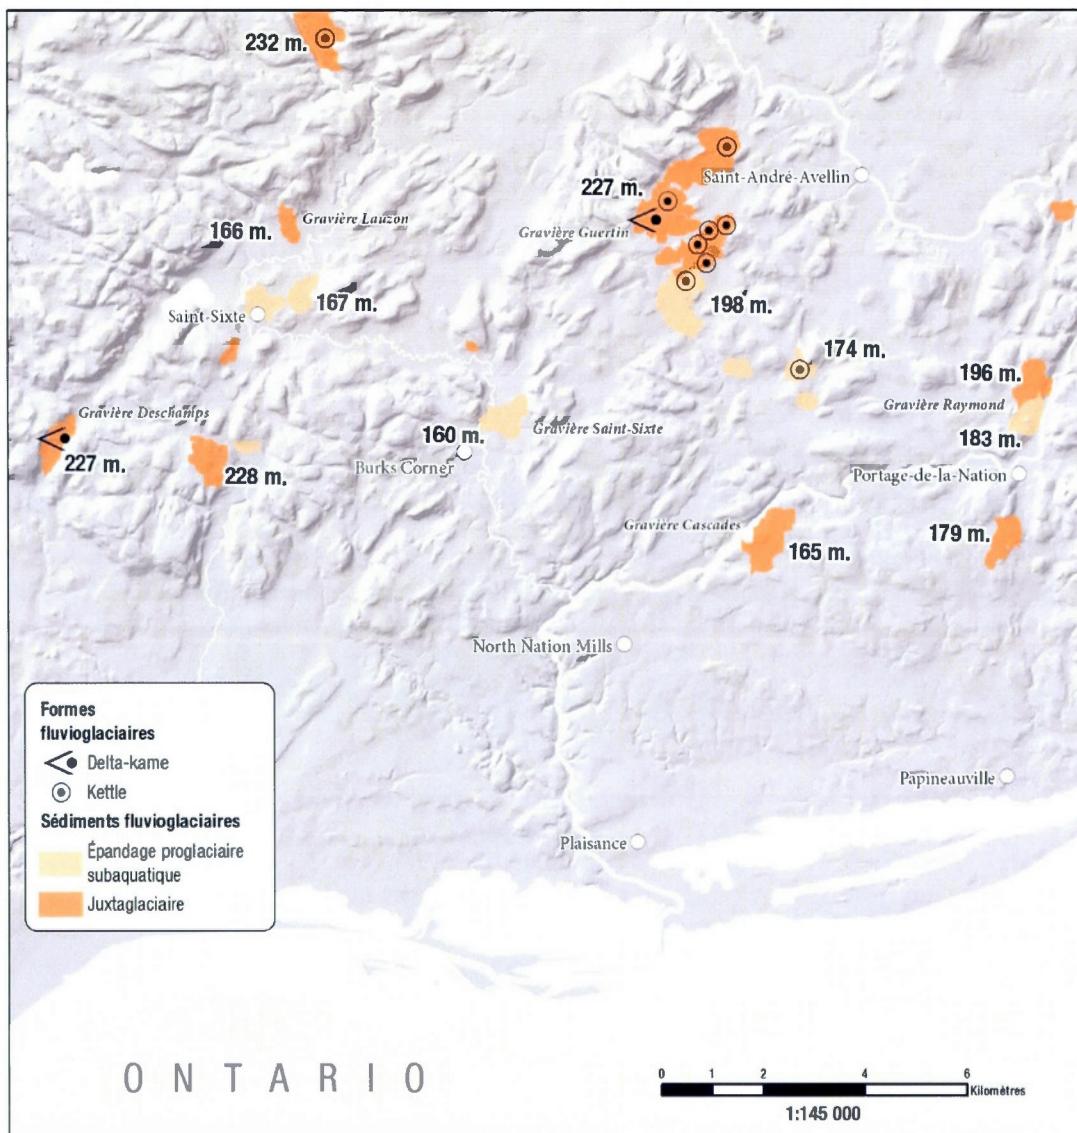 232 m.
Saint-André-Avellin
227 m.
Gravière Lauzon
166 m.
Gravière Guertin
167 m.
198 m.
Saint-Sixte
174 m.
196 m.
Gravière Deschamps
Gravière Raymond
160 m.
Gravière Saint-Sixte
183 m.
227 m.
228 m.
Burks Corner
Portage-de-la-Nation
Gravière Cascades
165 m.
179 m.
North Nation Mills
Formes
fluvioglaciaires
Delta-kame
Kettle
Sédiments fluvioglaciaires
Épandage proglaciaire
subaquatique
Juxtaglaciaire
Papineauville
Plaisance
ONTARIO
0 1 2 4 6
Kilomètres
1:145 000